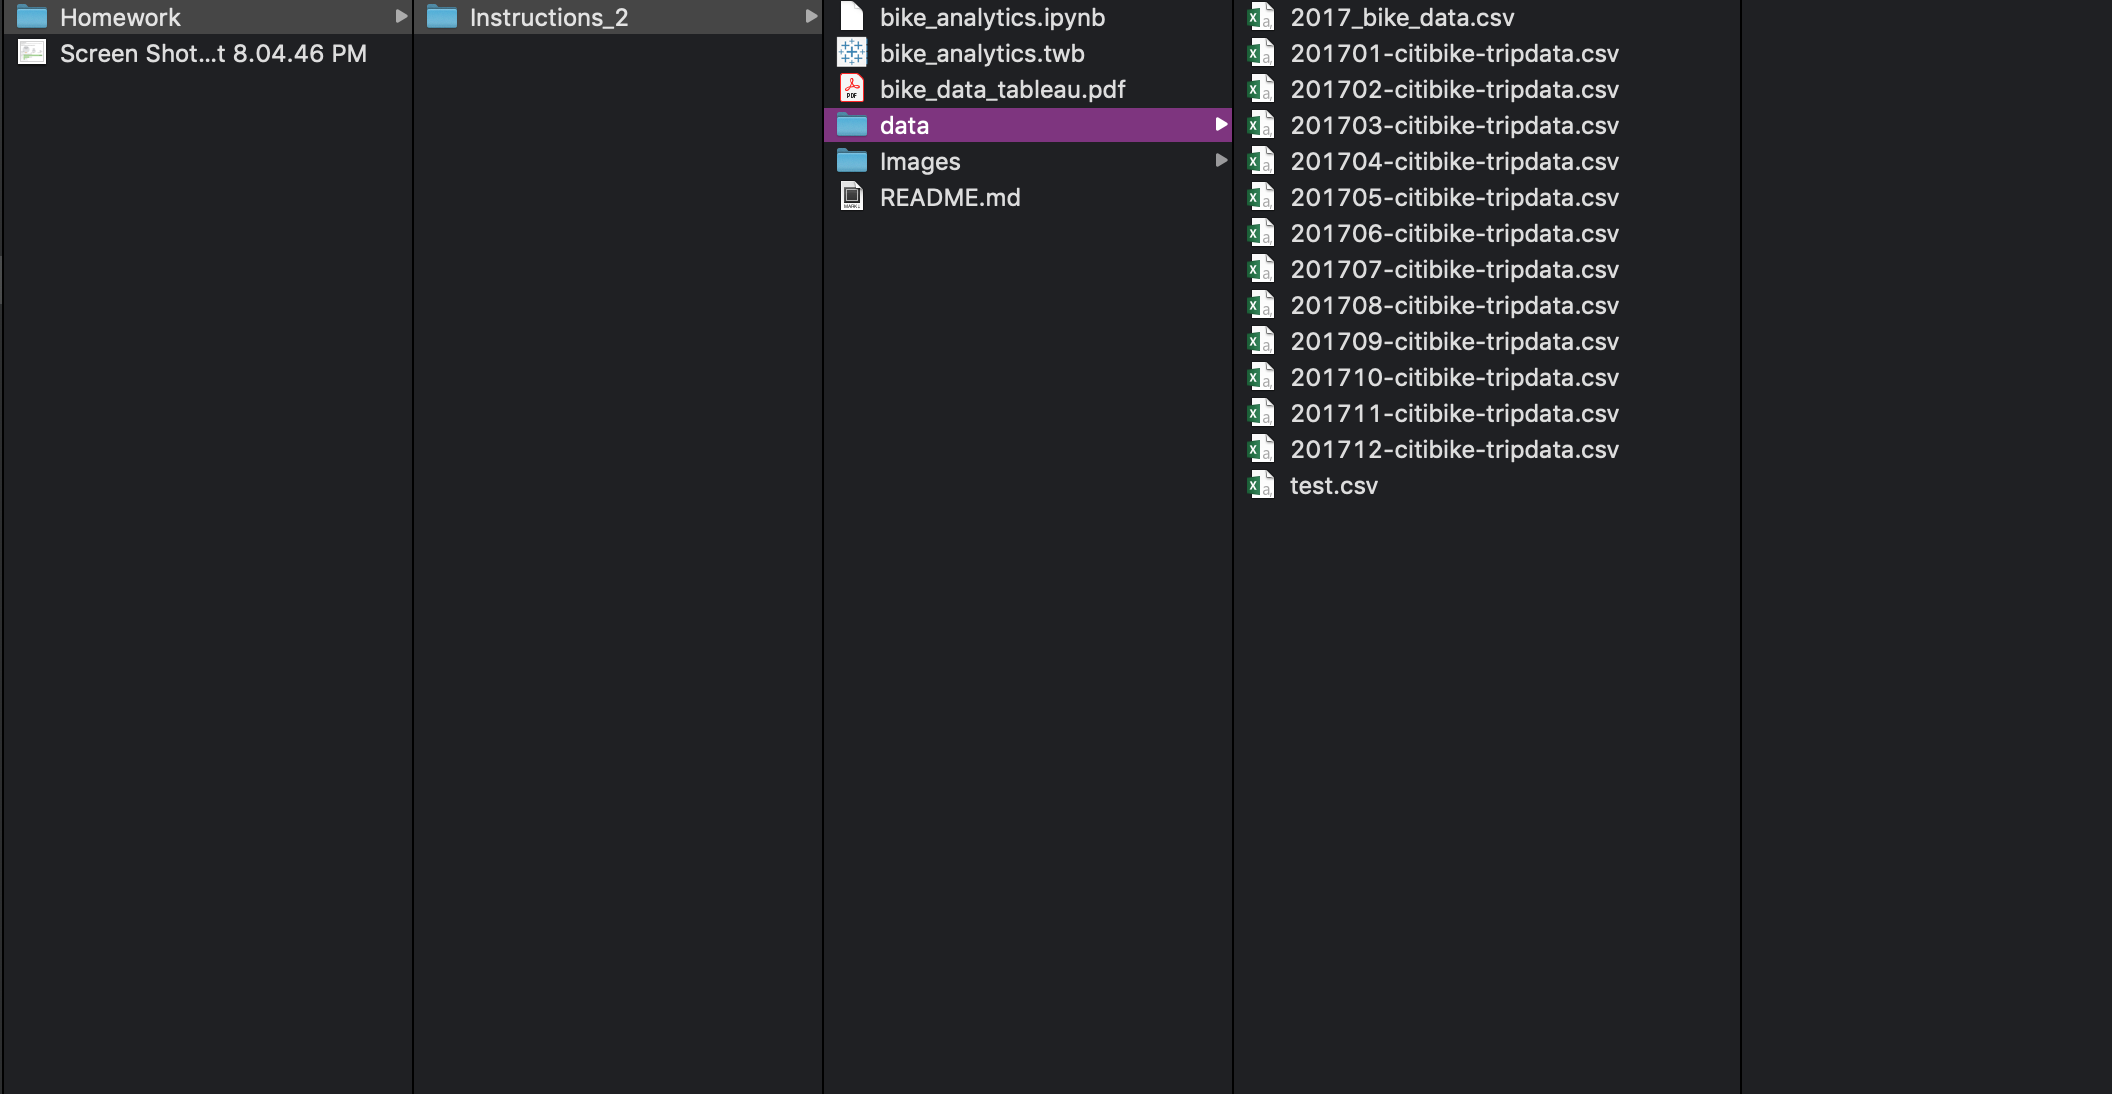 Homework
Screen Shot...t 8.04.46 PM
Instructions_2
bike_analytics.ipynb
bike_analytics.twb
bike_data_tableau.pdf
data
Images
README.md
2017_bike_data.csv
201701-citibike-tripdata.csv
201702-citibike-tripdata.csv
201703-citibike-tripdata.csv
201704-citibike-tripdata.csv
201705-citibike-tripdata.csv
201706-citibike-tripdata.csv
201707-citibike-tripdata.csv
201708-citibike-tripdata.csv
201709-citibike-tripdata.csv
201710-citibike-tripdata.csv
201711-citibike-tripdata.csv
201712-citibike-tripdata.csv
test.csv